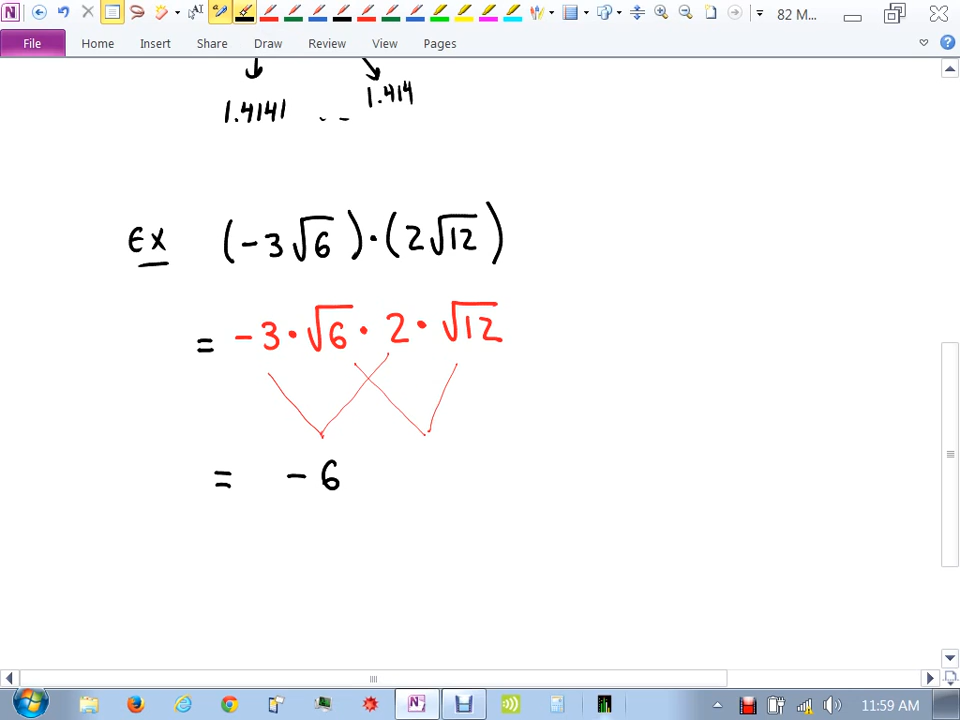 82 M...
File Home Insert Share Draw Review View Pages
1.4141 ... 1.414
Ex (-3√6)·(2√12)
= -3·√6·2·√12
= -6
11:59 AM